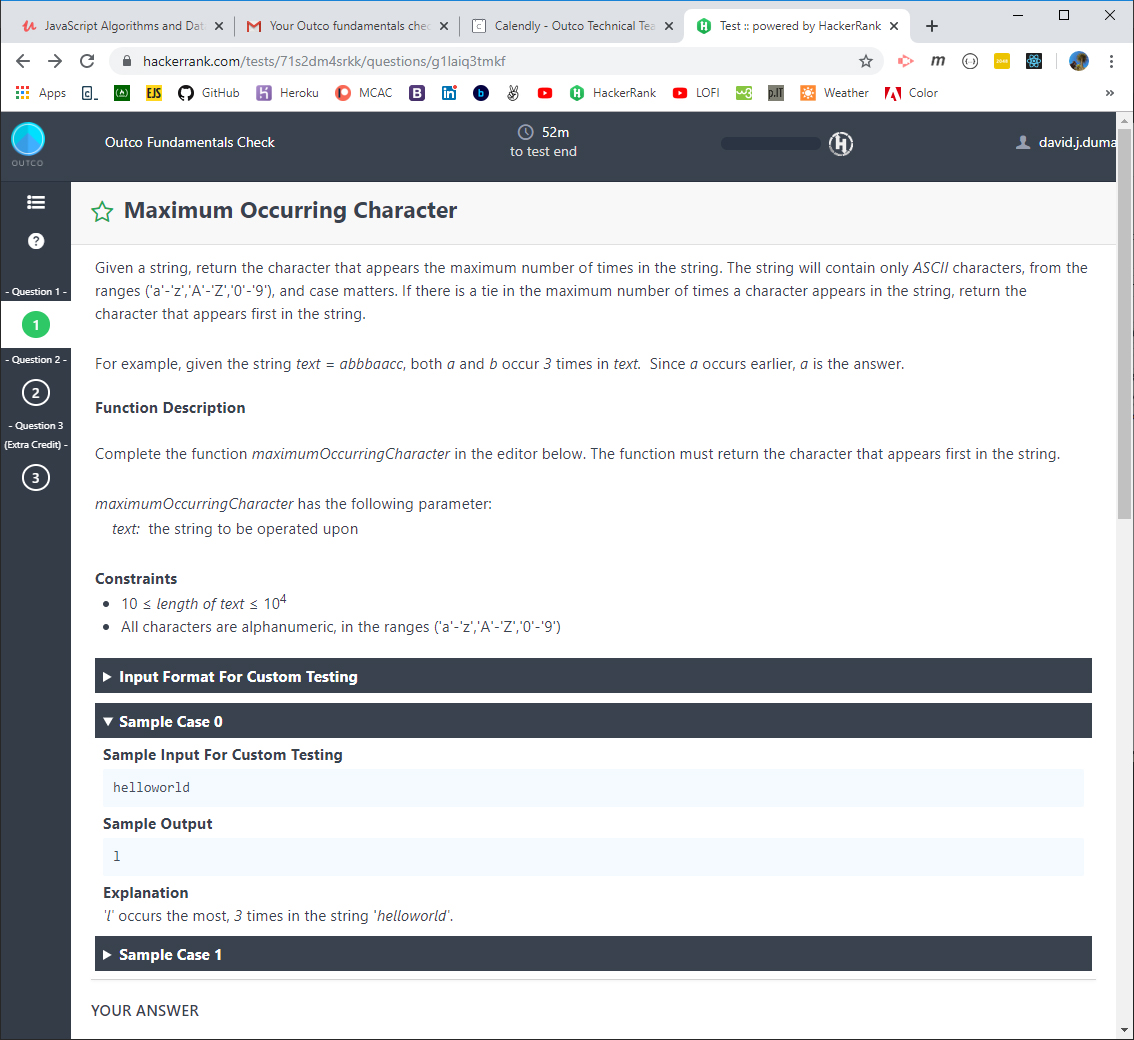 JavaScript Algorithms and Dat
Your Outco fundamentals chec
Calendly - Outco Technical Tea
Test :: powered by HackerRank
hackerrank.com/tests/71s2dm4srkk/questions/g1laiq3tmkf
Apps
EJS
GitHub
Heroku
MCAC
HackerRank
LOFI
Weather
Color
OUTCO
Outco Fundamentals Check
52m
to test end
david.j.duma
Maximum Occurring Character
- Question 1 -
1
- Question 2 -
2
- Question 3
(Extra Credit) -
3
Given a string, return the character that appears the maximum number of times in the string. The string will contain only ASCII characters, from the
ranges ('a'-'z','A'-'Z','0'-'9'), and case matters. If there is a tie in the maximum number of times a character appears in the string, return the
character that appears first in the string.
For example, given the string text = abbbaacc, both a and b occur 3 times in text.  Since a occurs earlier, a is the answer.
Function Description
Complete the function maximumOccurringCharacter in the editor below. The function must return the character that appears first in the string.
maximumOccurringCharacter has the following parameter:
text:  the string to be operated upon
Constraints
• 10 ≤ length of text ≤ 10⁴
• All characters are alphanumeric, in the ranges ('a'-'z','A'-'Z','0'-'9')
Input Format For Custom Testing
Sample Case 0
Sample Input For Custom Testing
helloworld
Sample Output
l
Explanation
'l' occurs the most, 3 times in the string 'helloworld'.
Sample Case 1
YOUR ANSWER